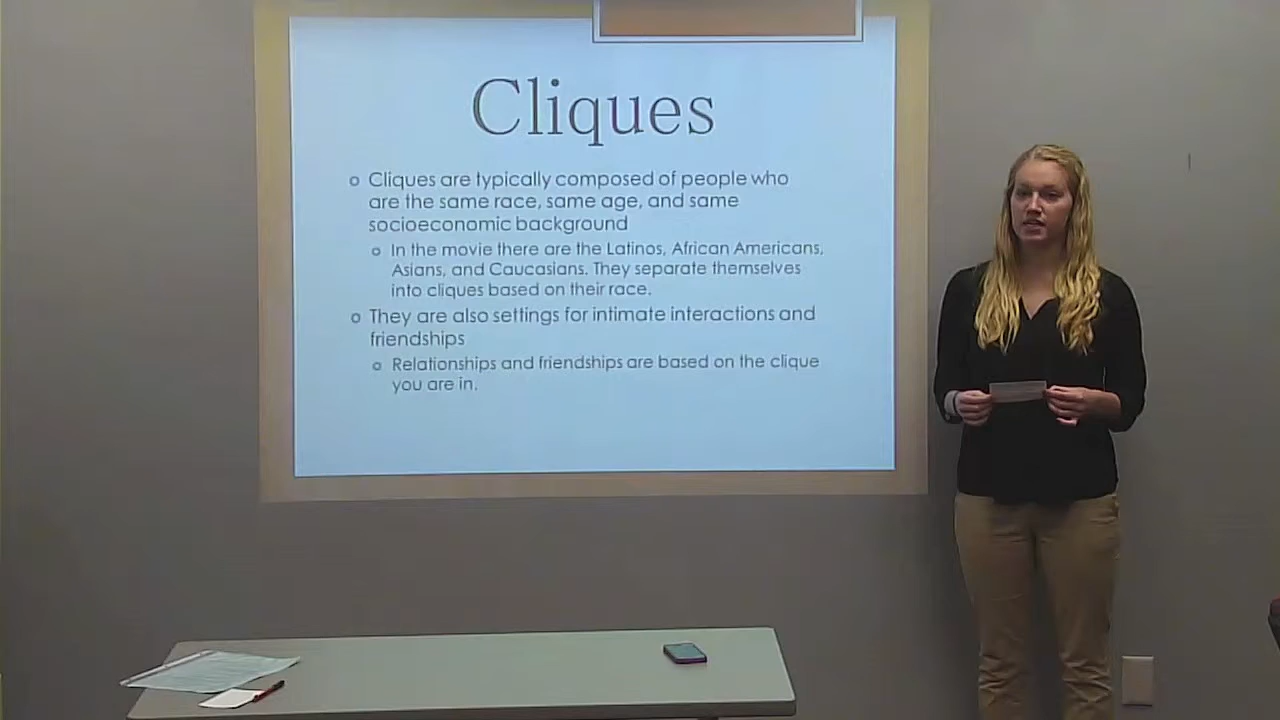 Cliques
Cliques are typically composed of people who
are the same race, same age, and same
socioeconomic background
In the movie there are the Latinos, African Americans,
Asians, and Caucasians. They separate themselves
into cliques based on their race.
They are also settings for intimate interactions and
friendships
Relationships and friendships are based on the clique
you are in.